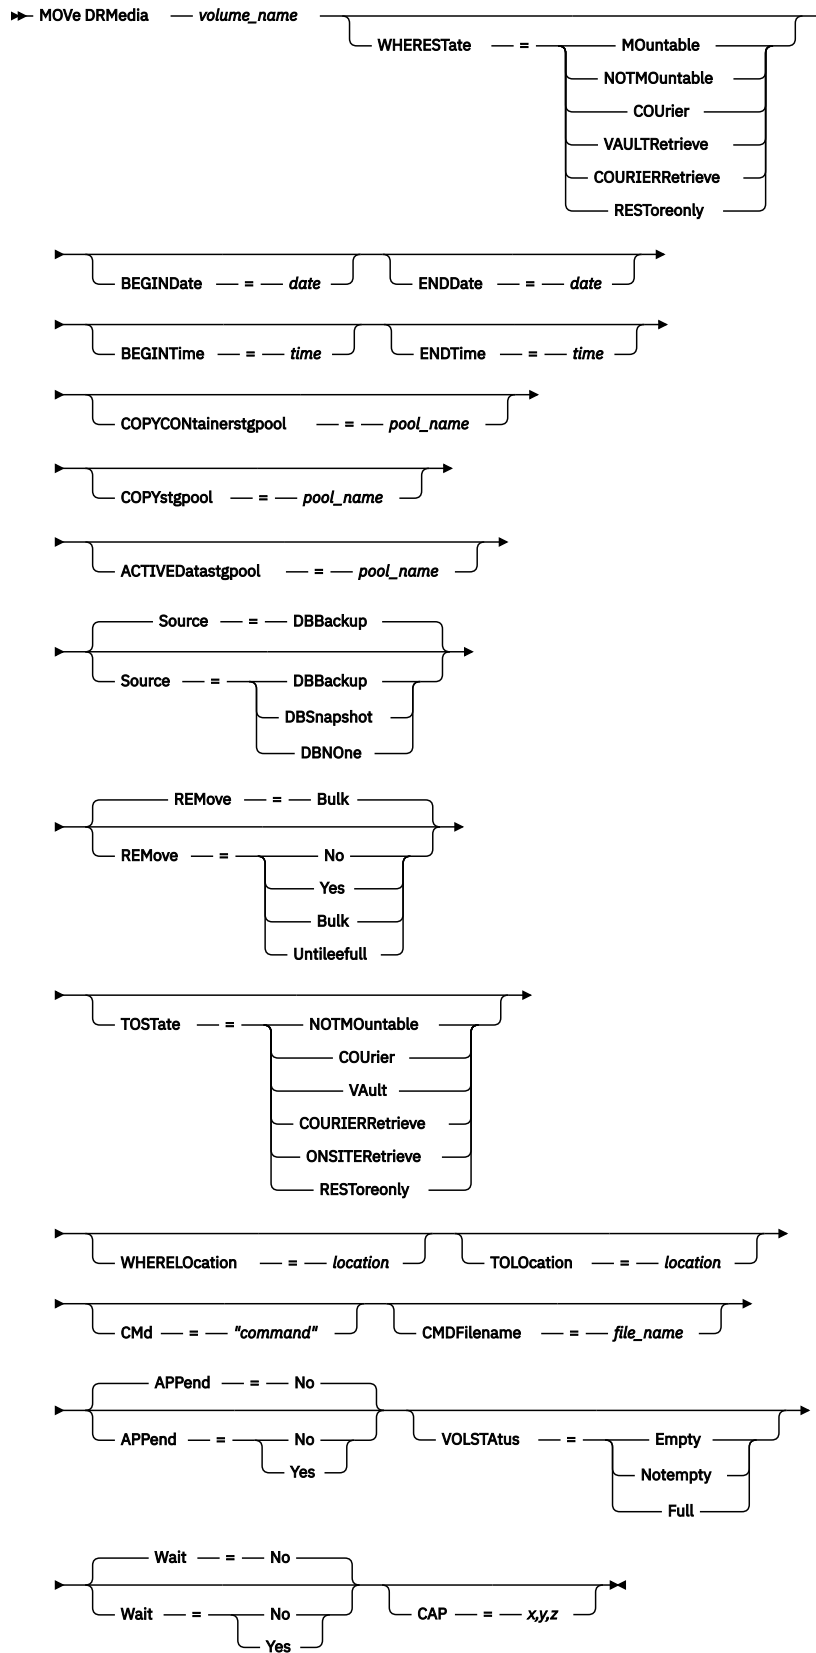 MOVe DRMedia volume_name
WHERESTate = MOuntable
NOTMOuntable
COUrier
VAULTRetrieve
COURIERRetrieve
RESToreonly
BEGINDate = date ENDDate = date
BEGINTime = time ENDTime = time
COPYCONtainerstgpool = pool_name
COPYstgpool = pool_name
ACTIVEDatastgpool = pool_name
Source = DBBackup
Source = DBBackup
DBSnapshot
DBNOne
REMove = Bulk
REMove = No
Yes
Bulk
Untileefull
TOSTate = NOTMOuntable
COUrier
VAult
COURIERRetrieve
ONSITERetrieve
RESToreonly
WHERELOcation = location TOLOcation = location
CMd = "command" CMDFilename = file_name
APPend = No
APPend = No VOLSTAtus = Empty
Yes Notempty
Full
Wait = No
Wait = No CAP = x,y,z
Yes